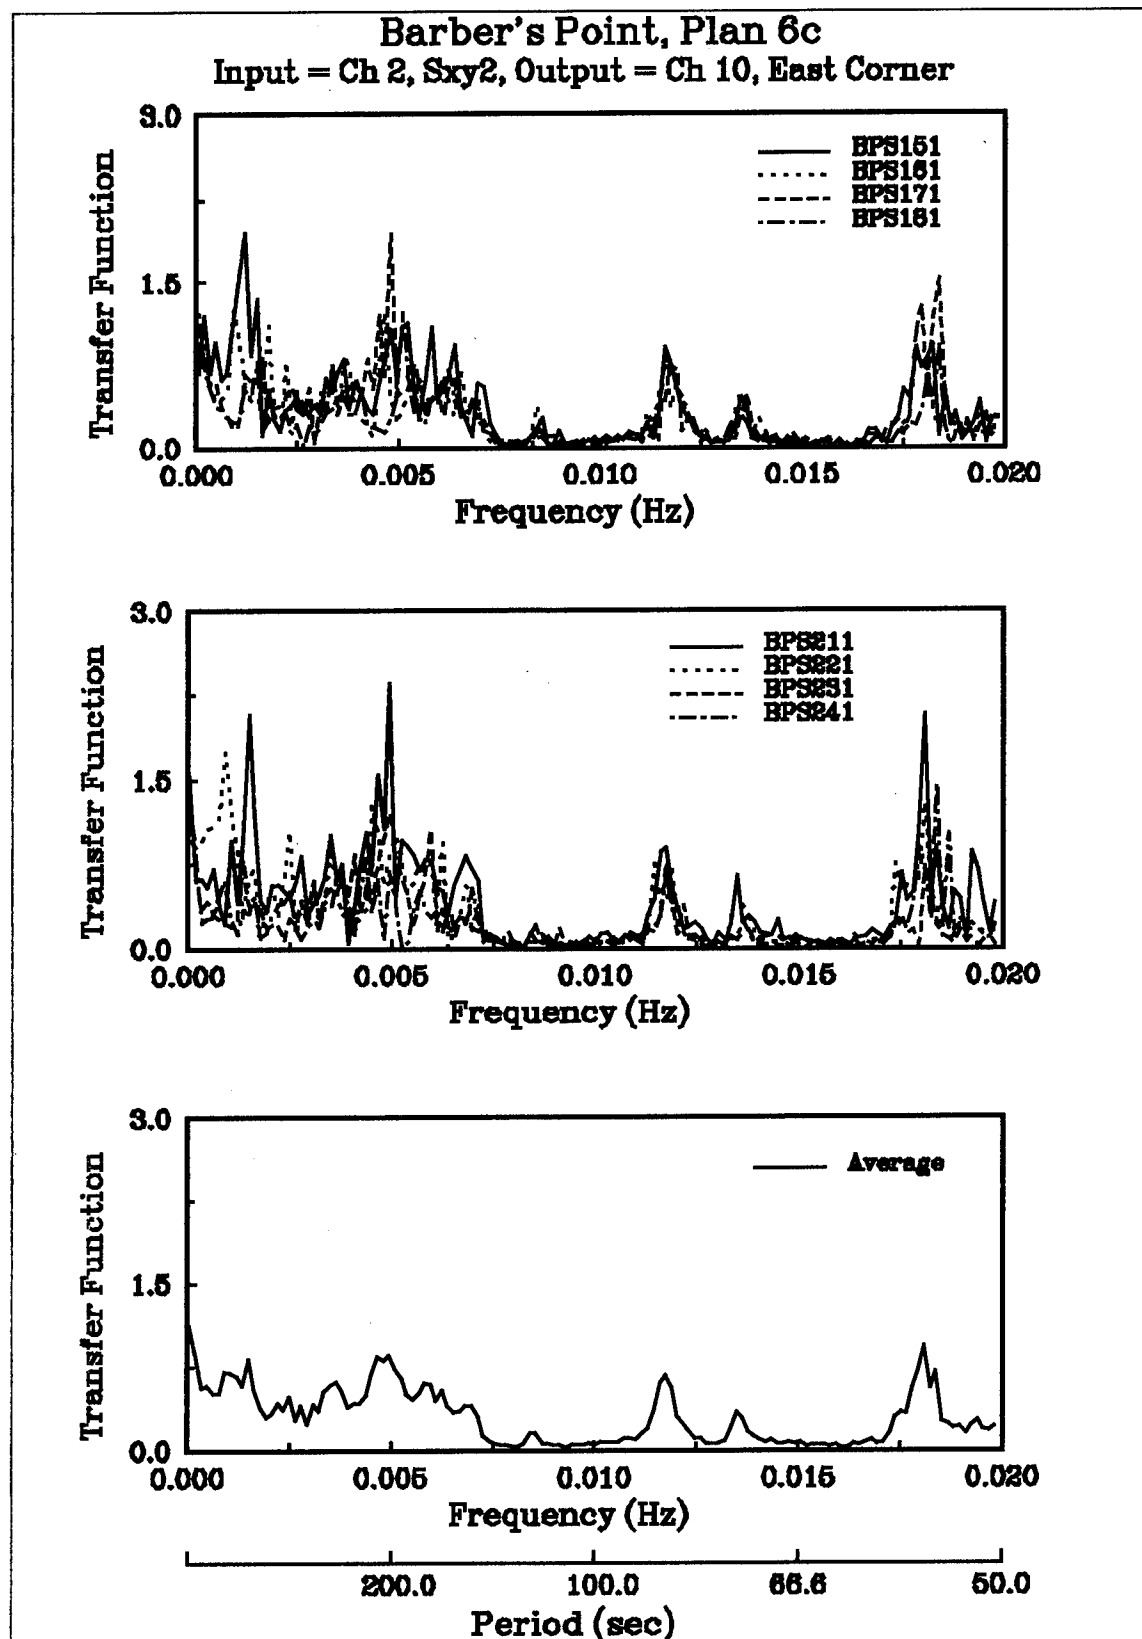 Barber's Point, Plan 6c
Input = Ch 2, Sxy2, Output = Ch 10, East Corner
3.0
1.5
0.0
Transfer Function
BPS151
BPS161
BPS171
BPS181
0.000 0.005 0.010 0.015 0.020
Frequency (Hz)
3.0
1.5
0.0
Transfer Function
BPS211
BPS221
BPS231
BPS241
0.000 0.005 0.010 0.015 0.020
Frequency (Hz)
3.0
1.5
0.0
Transfer Function
Average
0.000 0.005 0.010 0.015 0.020
Frequency (Hz)
200.0 100.0 66.6 50.0
Period (sec)